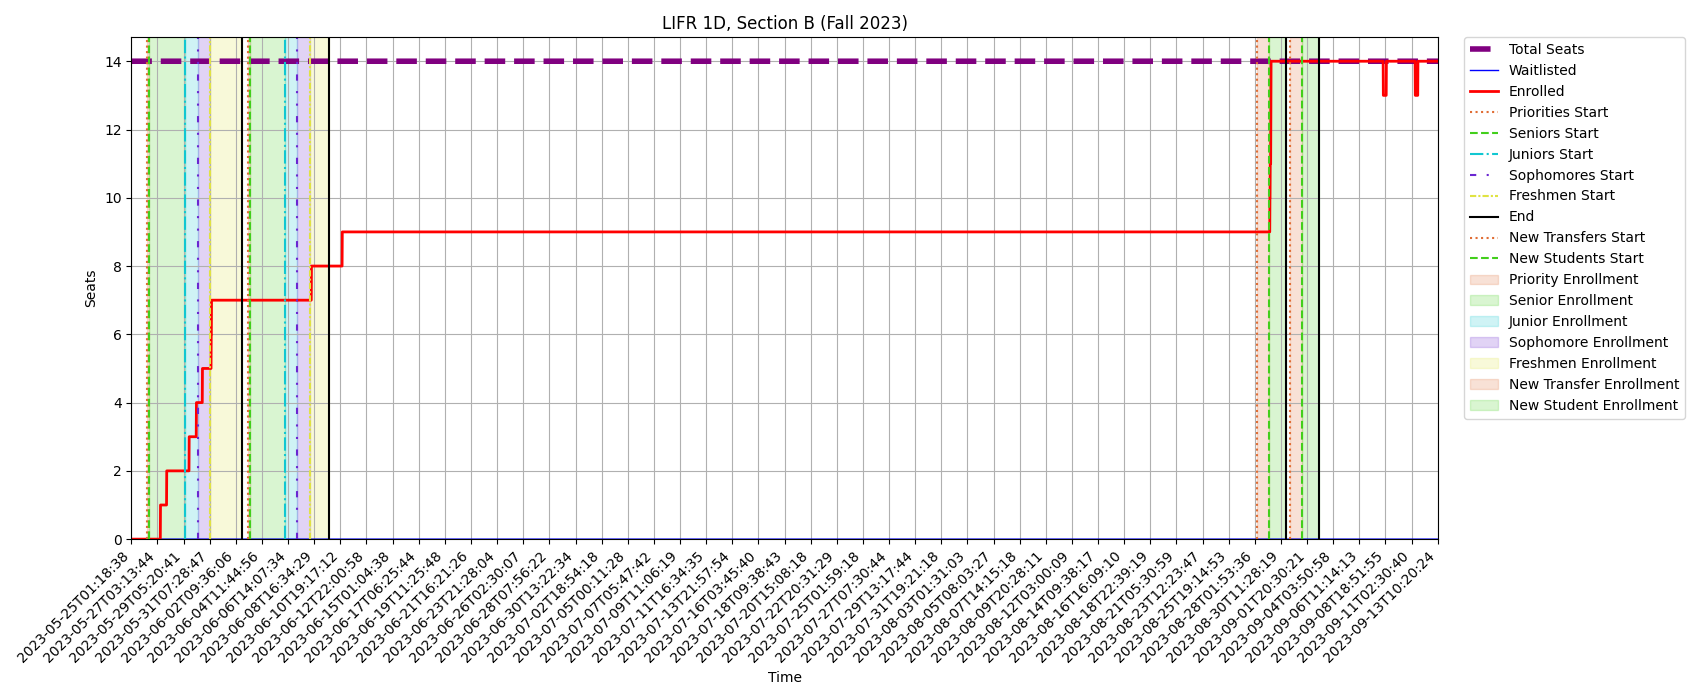 LIFR 1D, Section B (Fall 2023)
Seats
14
12
10
8
6
4
2
0
2023-05-25T01:18:38
2023-05-27T03:13:44
2023-05-29T05:20:41
2023-05-31T07:28:47
2023-06-02T09:36:06
2023-06-04T11:44:56
2023-06-06T14:07:34
2023-06-08T16:34:29
2023-06-10T19:17:12
2023-06-12T22:00:58
2023-06-15T01:04:38
2023-06-17T06:25:44
2023-06-19T11:25:48
2023-06-21T16:21:26
2023-06-23T21:28:04
2023-06-26T02:30:07
2023-06-28T07:56:22
2023-06-30T13:22:34
2023-07-02T18:54:18
2023-07-05T00:11:28
2023-07-07T05:47:42
2023-07-09T11:06:19
2023-07-11T16:34:35
2023-07-13T21:57:54
2023-07-16T03:45:40
2023-07-18T09:38:43
2023-07-20T15:08:18
2023-07-22T20:31:29
2023-07-25T01:59:18
2023-07-27T07:30:44
2023-07-29T13:17:44
2023-07-31T19:21:18
2023-08-03T01:31:03
2023-08-05T08:03:27
2023-08-07T14:15:18
2023-08-09T20:28:11
2023-08-12T03:00:09
2023-08-14T09:38:17
2023-08-16T16:09:10
2023-08-18T22:39:19
2023-08-21T05:30:59
2023-08-23T12:23:47
2023-08-25T19:14:53
2023-08-28T01:53:36
2023-08-30T11:28:19
2023-09-01T20:30:21
2023-09-04T03:50:58
2023-09-06T11:14:13
2023-09-08T18:51:55
2023-09-11T02:30:40
2023-09-13T10:20:24
Time
Total Seats
Waitlisted
Enrolled
Priorities Start
Seniors Start
Juniors Start
Sophomores Start
Freshmen Start
End
New Transfers Start
New Students Start
Priority Enrollment
Senior Enrollment
Junior Enrollment
Sophomore Enrollment
Freshmen Enrollment
New Transfer Enrollment
New Student Enrollment